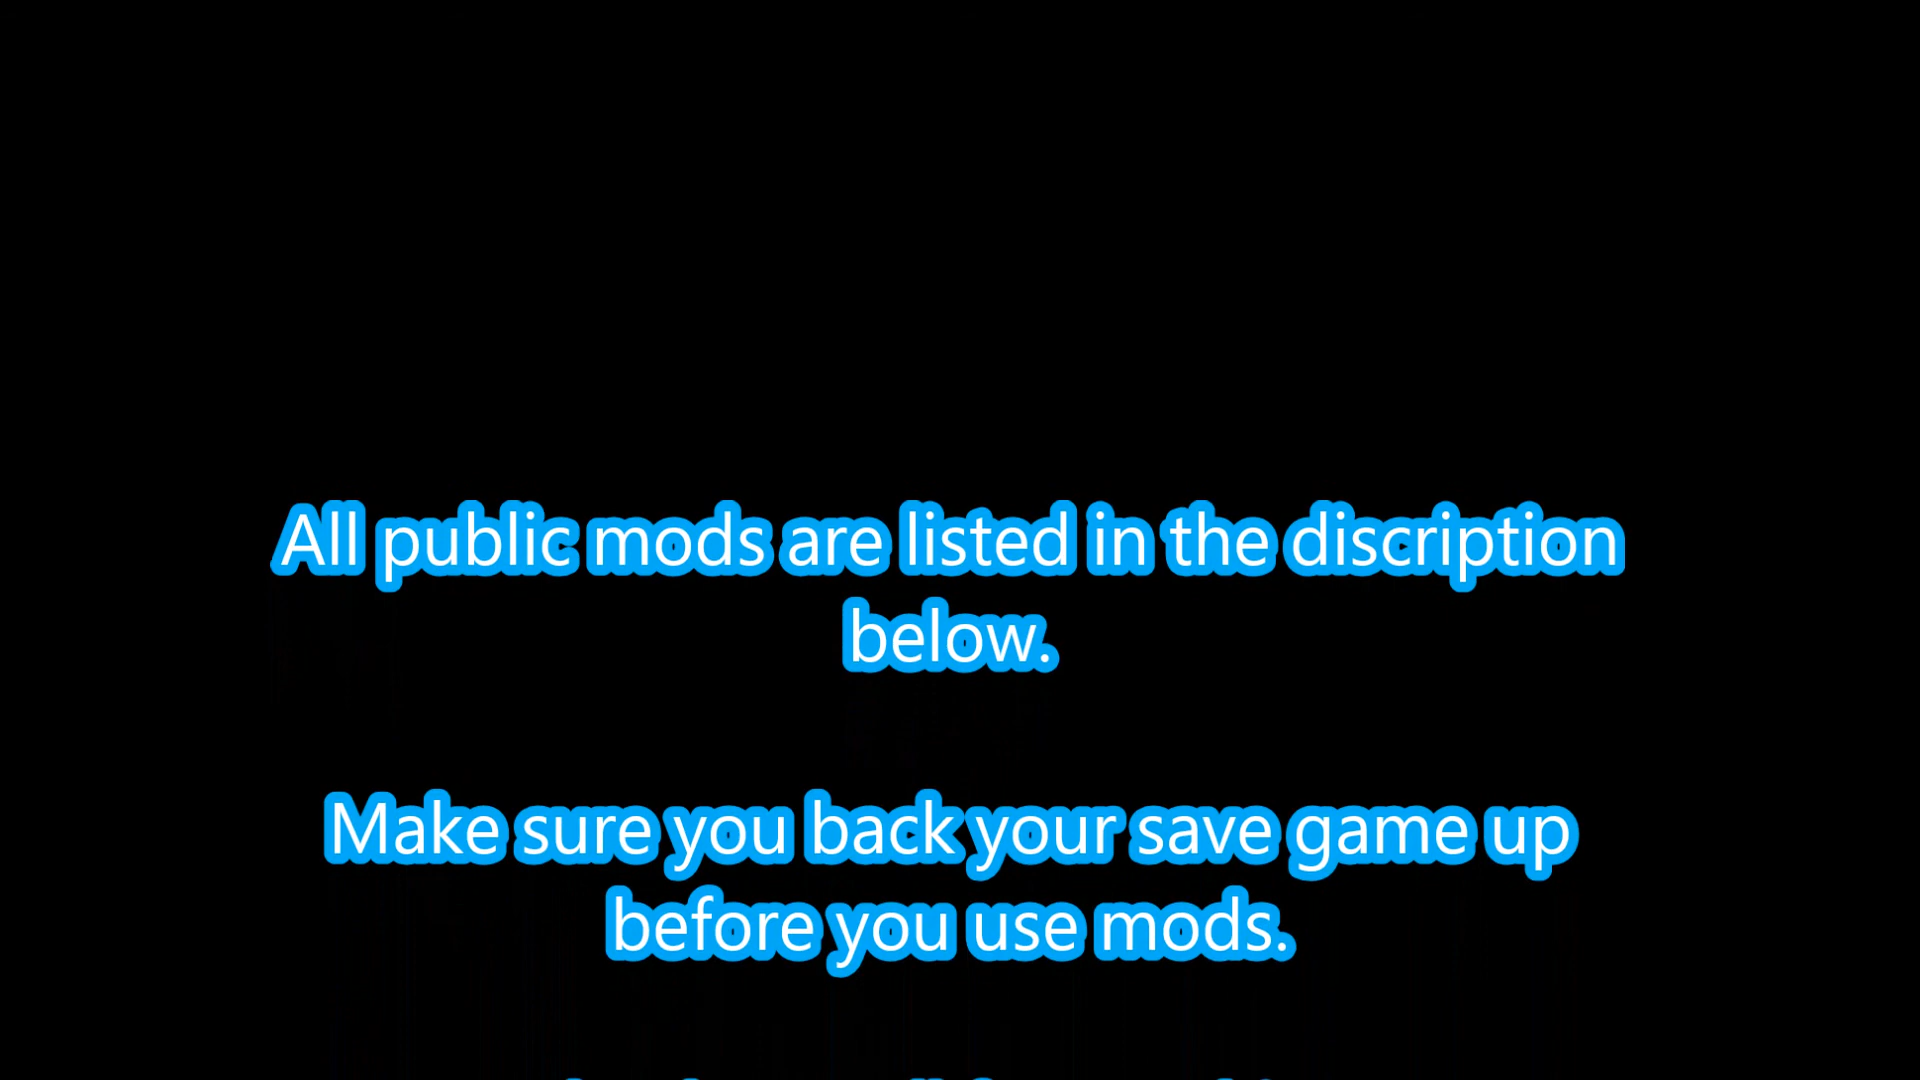 All public mods are listed in the discription
below.
Make sure you back your save game up
before you use mods.